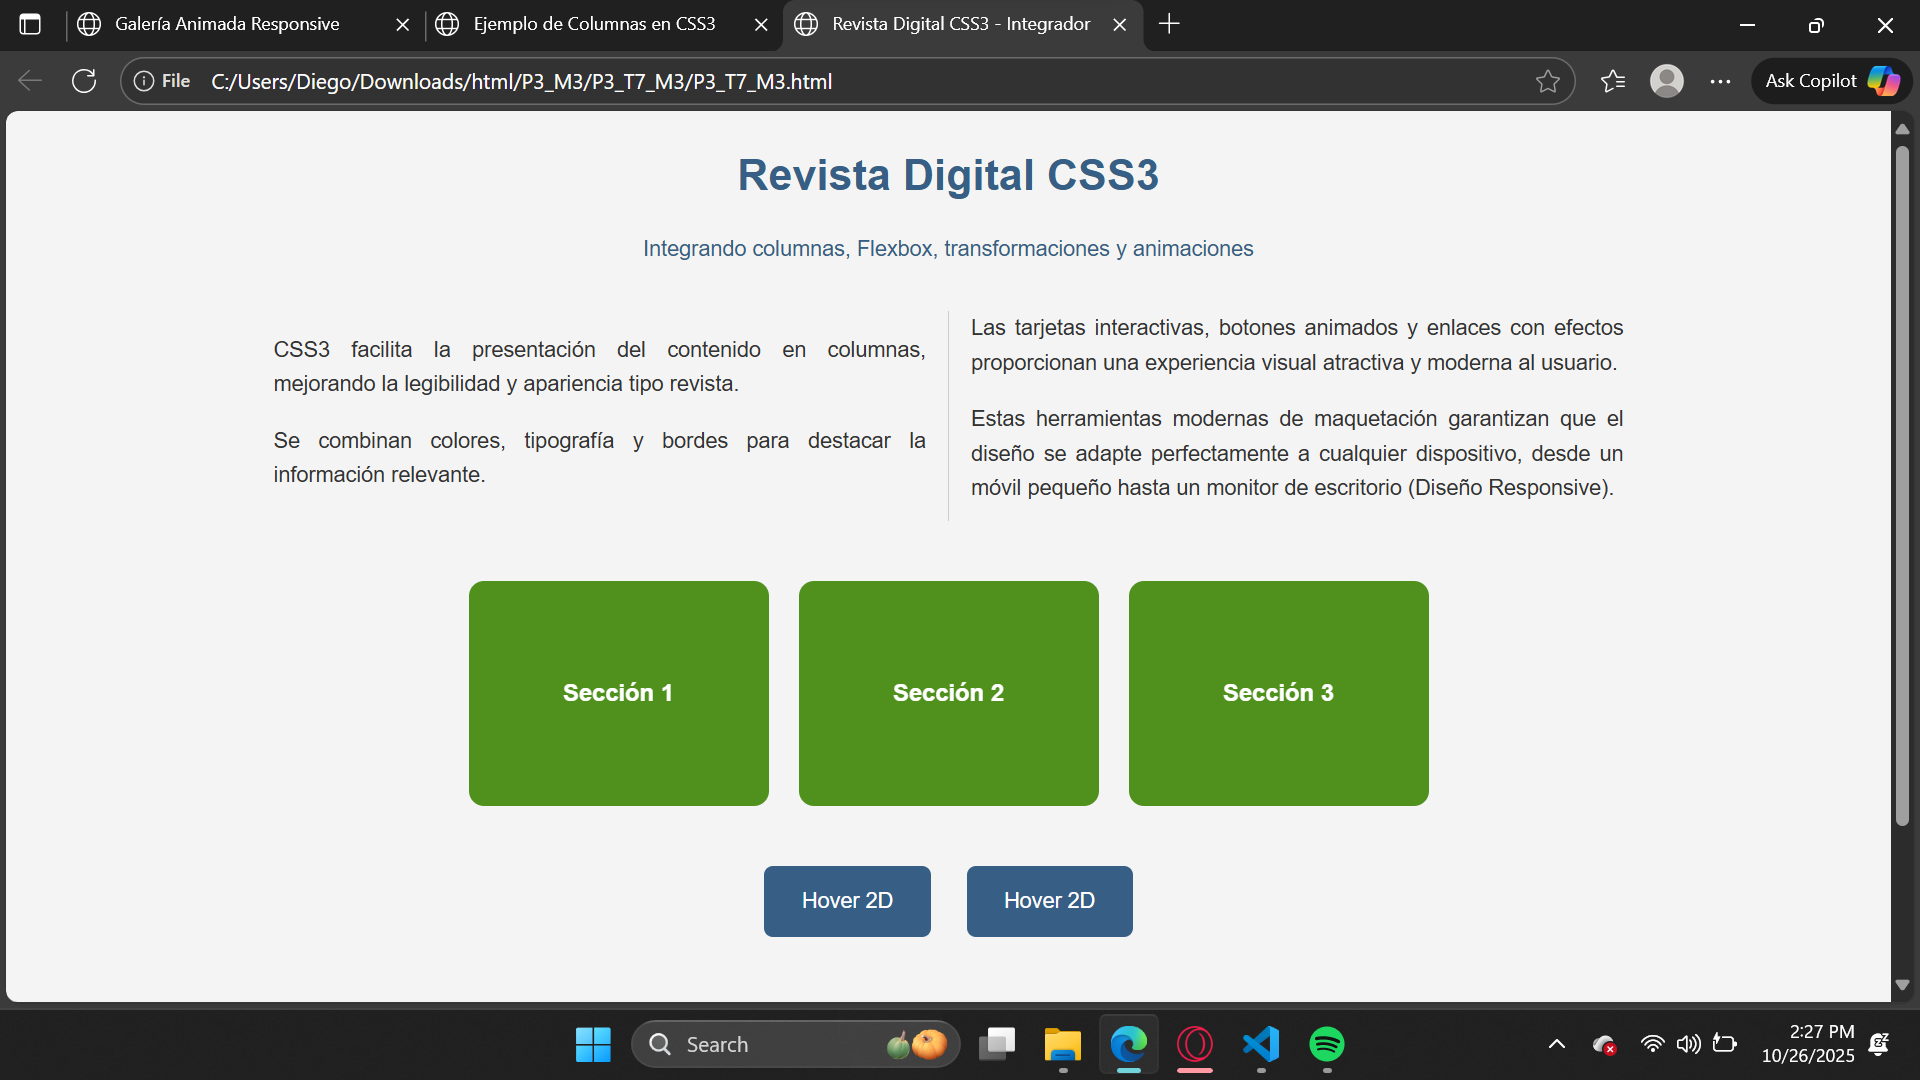 Galería Animada Responsive
Ejemplo de Columnas en CSS3
Revista Digital CSS3 - Integrador
File
C:/Users/Diego/Downloads/html/P3_M3/P3_T7_M3/P3_T7_M3.html
Ask Copilot
Revista Digital CSS3
Integrando columnas, Flexbox, transformaciones y animaciones
CSS3 facilita la presentación del contenido en columnas,
mejorando la legibilidad y apariencia tipo revista.
Se combinan colores, tipografía y bordes para destacar la
información relevante.
Las tarjetas interactivas, botones animados y enlaces con efectos
proporcionan una experiencia visual atractiva y moderna al usuario.
Estas herramientas modernas de maquetación garantizan que el
diseño se adapte perfectamente a cualquier dispositivo, desde un
móvil pequeño hasta un monitor de escritorio (Diseño Responsive).
Sección 1
Sección 2
Sección 3
Hover 2D
Hover 2D
Search
2:27 PM
10/26/2025